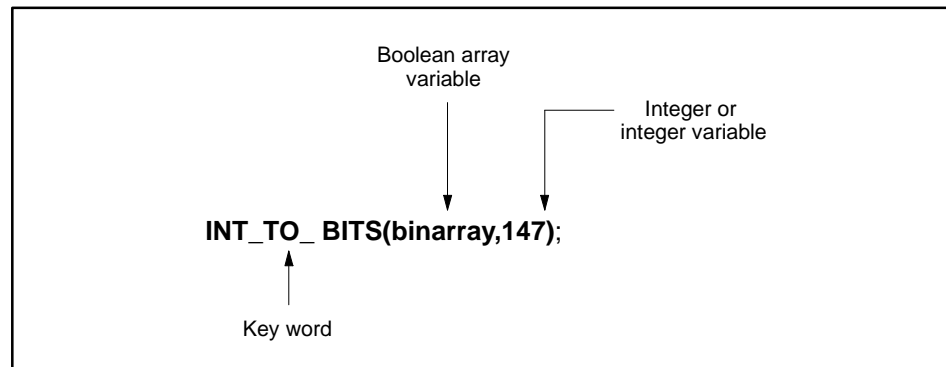 Boolean array
variable
Integer or
integer variable
INT_TO_ BITS(binarray,147);
Key word